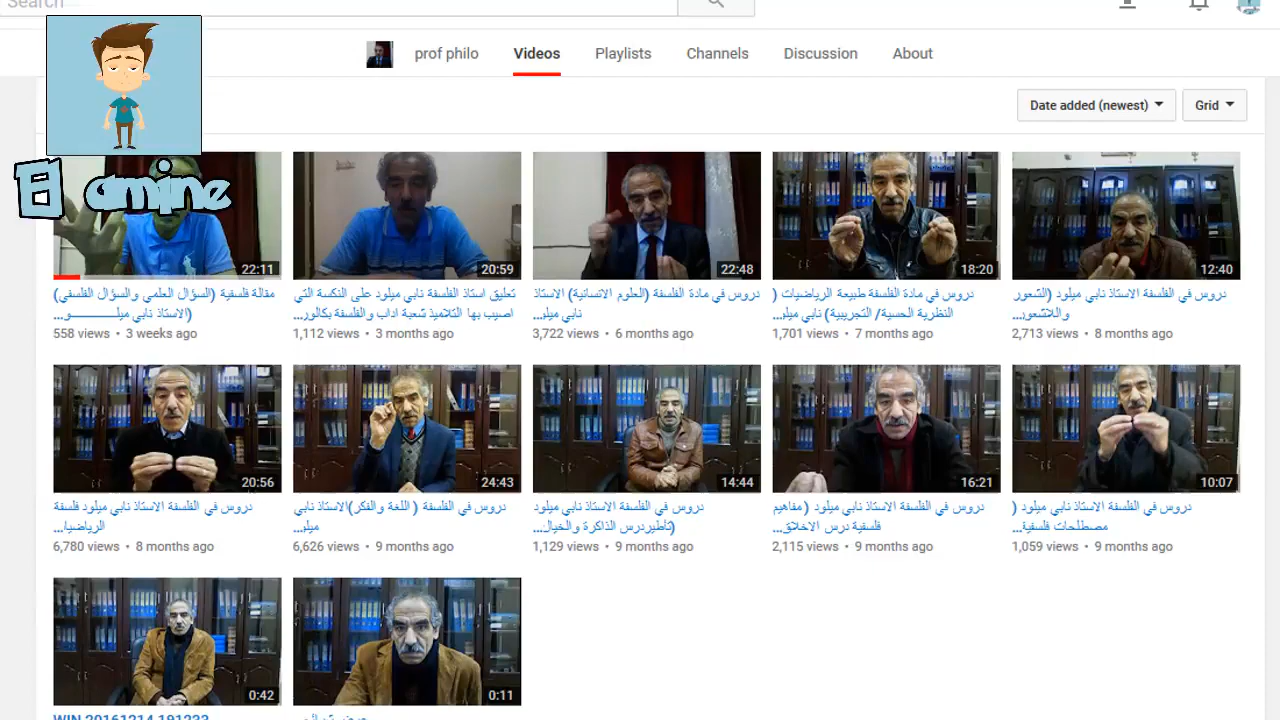 Search
prof philo
Videos
Playlists
Channels
Discussion
About
Date added (newest)
Grid
El amine
22:11
20:59
22:48
18:20
12:40
مقالة فلسفية (السؤال العلمي والسؤال الفلسفي)
(الاستاذ نابي ميلـــــــــــو...
558 views • 3 weeks ago
تعليق استاذ الفلسفة نابي ميلود على النكسة التي
اصيب بها التلاميذ شعبة اداب والفلسفة بكالور...
1,112 views • 3 months ago
دروس في مادة الفلسفة (العلوم الانسانية) الاستاذ
نابي ميلو...
3,722 views • 6 months ago
دروس في مادة الفلسفة طبيعة الرياضيات (
النظرية الحسية/ التجريبية) نابي ميلو...
1,701 views • 7 months ago
دروس في الفلسفة الاستاذ نابي ميلود (الشعور
واللاشعور...
2,713 views • 8 months ago
20:56
24:43
14:44
16:21
10:07
دروس في الفلسفة الاستاذ نابي ميلود فلسفة
الرياضيا...
6,780 views • 8 months ago
دروس في الفلسفة ( اللغة والفكر)الاستاذ نابي
ميلو...
6,626 views • 9 months ago
دروس في الفلسفة الاستاذ نابي ميلود
(تأطيردرس الذاكرة والخيال...
1,129 views • 9 months ago
دروس في الفلسفة الاستاذ نابي ميلود (مفاهيم
فلسفية درس الاخلاق...
2,115 views • 9 months ago
دروس في الفلسفة الاستاذ نابي ميلود (
مصطلحات فلسفية...
1,059 views • 9 months ago
0:42
0:11
WIN 20161214 191233